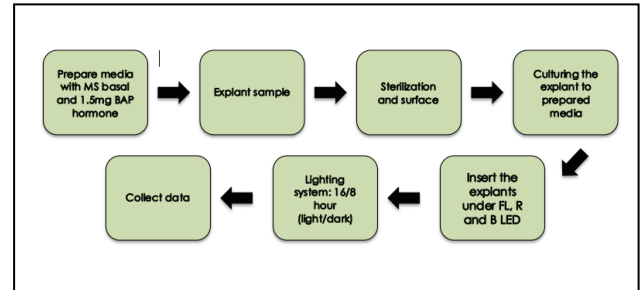 Prepare media
with MS basal
and 1.5mg BAP
hormone
Explant sample
Sterilization
and surface
Culturing the
explant to
prepared
media
Insert the
explants
under FL, R
and B LED
Lighting
system: 16/8
hour
(light/dark)
Collect data